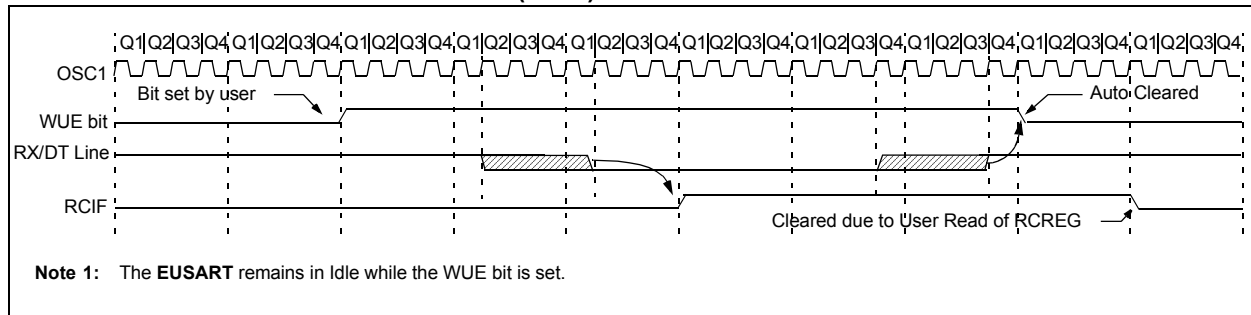 Q1 Q2 Q3 Q4 Q1 Q2 Q3 Q4 Q1 Q2 Q3 Q4 Q1 Q2 Q3 Q4 Q1 Q2 Q3 Q4 Q1 Q2 Q3 Q4 Q1 Q2 Q3 Q4 Q1 Q2 Q3 Q4 Q1 Q2 Q3 Q4 Q1 Q2 Q3 Q4
OSC1
Bit set by user
Auto Cleared
WUE bit
RX/DT Line
RCIF
Cleared due to User Read of RCREG
Note 1: The EUSART remains in Idle while the WUE bit is set.